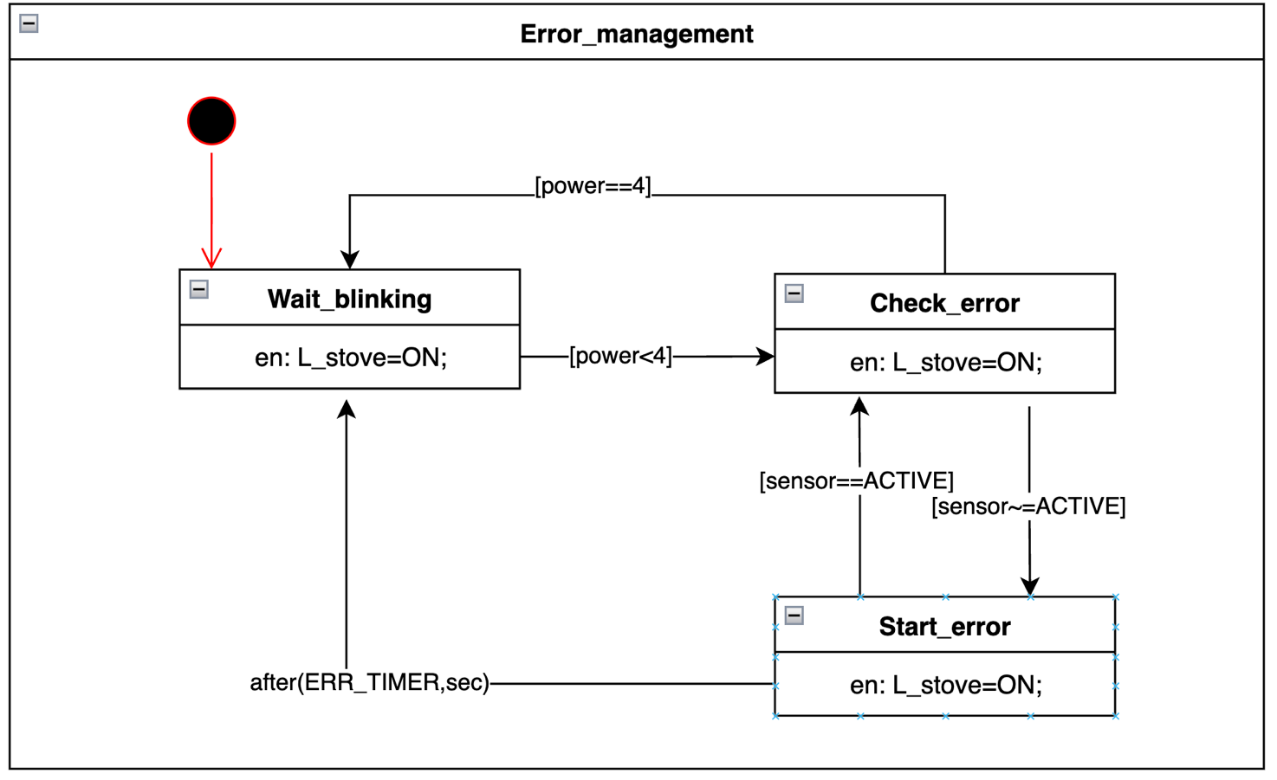 Error_management
[power==4]
Wait_blinking
en: L_stove=ON;
[power<4]
Check_error
en: L_stove=ON;
[sensor==ACTIVE]
[sensor~=ACTIVE]
Start_error
en: L_stove=ON;
after(ERR_TIMER,sec)